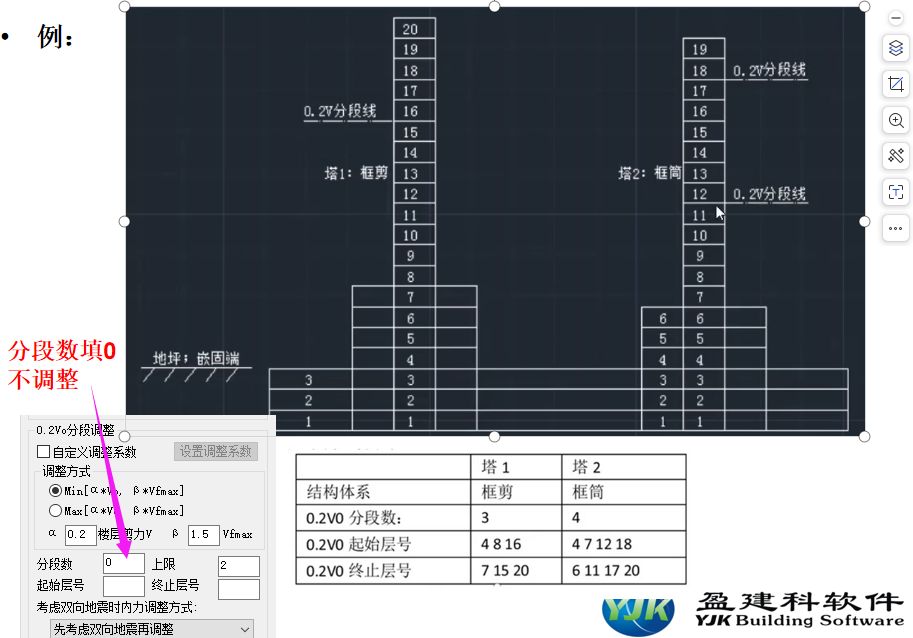 • 例：
20
19 19
18 18 0.2V分段线
17 17
0.2V分段线 16 16
15 15
14 14
塔1：框剪 13 塔2：框筒 13
12 12 0.2V分段线
11 11
10 10
9 9
8 8
7 7
6 6 6
5 5 5
地坪；嵌固端 4 4 4
3 3 3 3
2 2 2 2
1 1 1 1
分段数填0
不调整
0.2V₀分段调整
自定义调整系数 设置调整系数
调整方式
Min[α*V₀, β*Vfmax]
Max[α*V₀, β*Vfmax]
α 0.2 楼层剪力V β 1.5 Vfmax
分段数 0 上限 2
起始层号 终止层号
考虑双向地震时内力调整方式:
先考虑双向地震再调整
塔 1 塔 2
结构体系 框剪 框筒
0.2V0 分段数： 3 4
0.2V0 起始层号 4 8 16 4 7 12 18
0.2V0 终止层号 7 15 20 6 11 17 20
YJK 盈建科软件
YJK Building Software